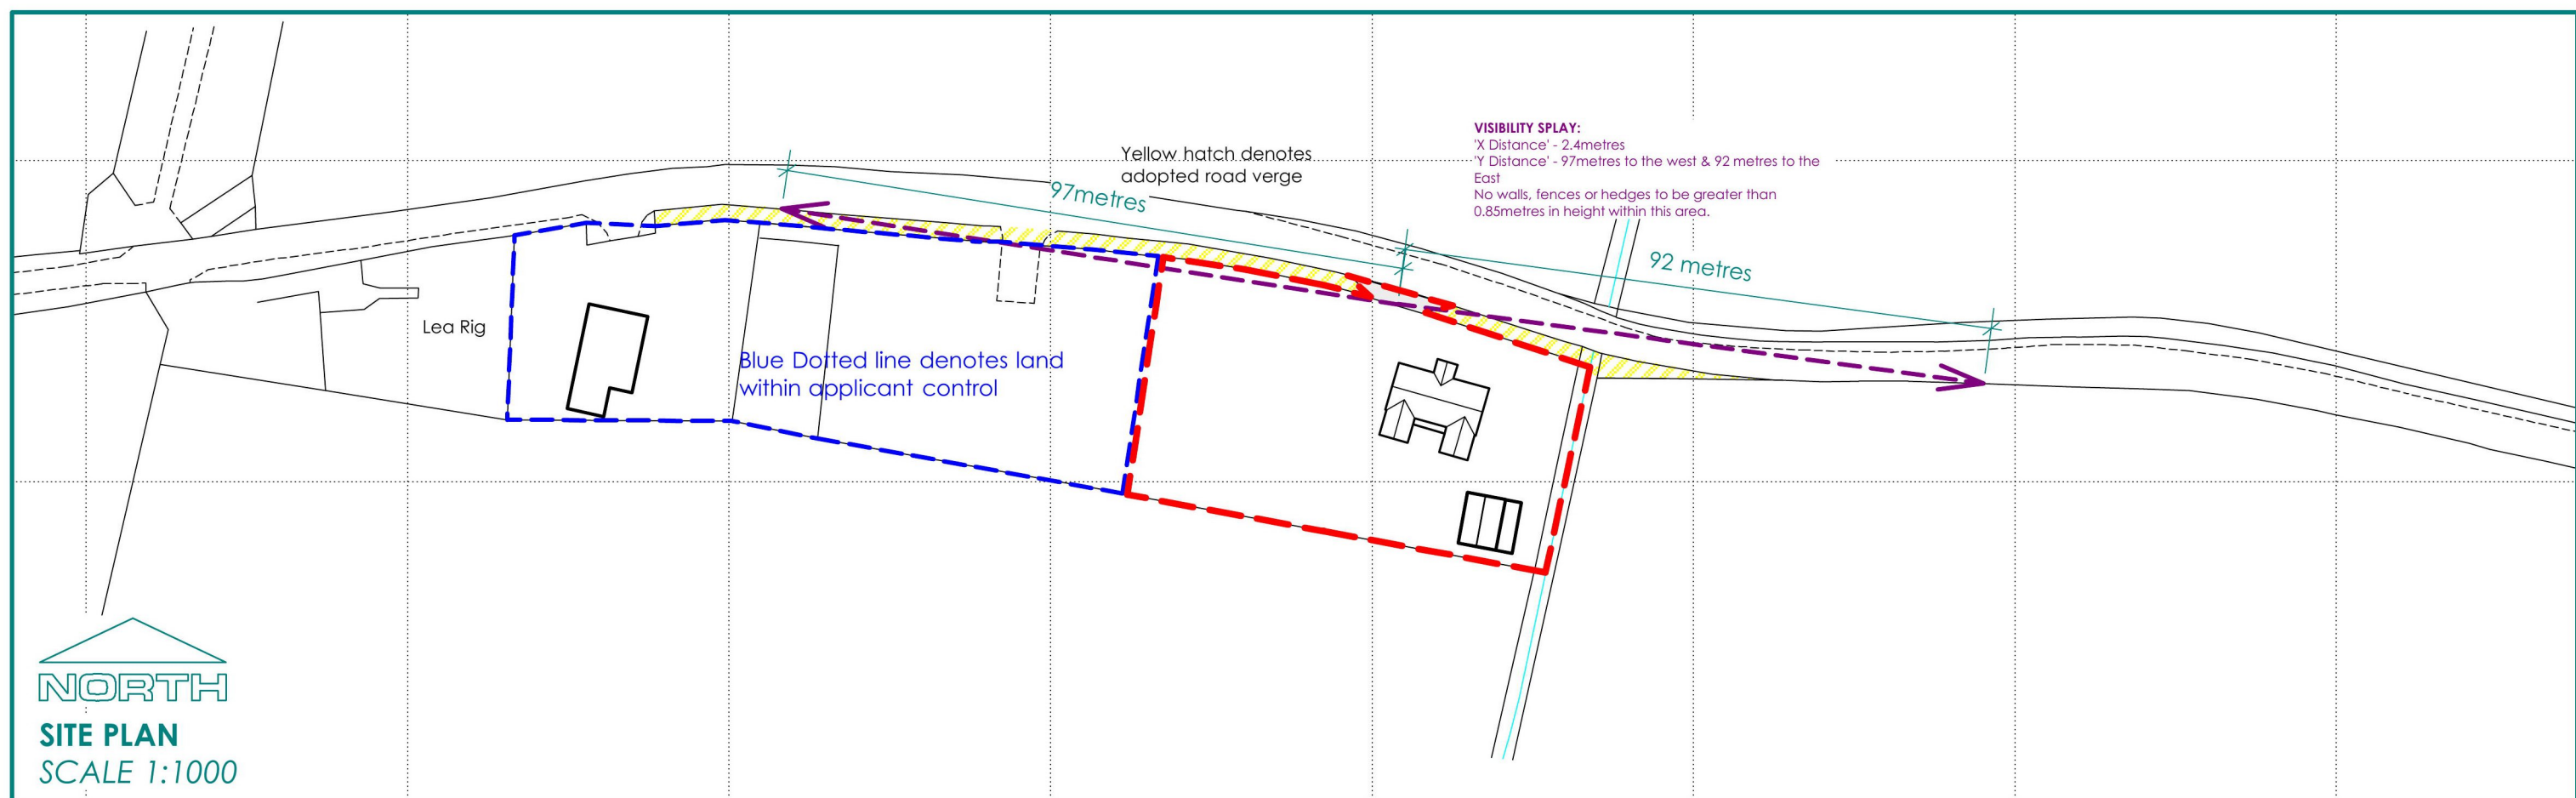 VISIBILITY SPLAY:
'X Distance' - 2.4metres
'Y Distance' - 97metres to the west & 92 metres to the
East
No walls, fences or hedges to be greater than
0.85metres in height within this area.
Yellow hatch denotes
adopted road verge
97metres
92 metres
Lea Rig
Blue Dotted line denotes land
within applicant control
NORTH
SITE PLAN
SCALE 1:1000